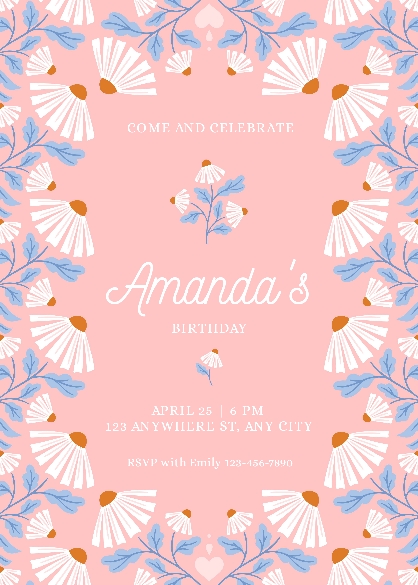 COME AND CELEBRATE
Amanda's
BIRTHDAY
APRIL 25 | 6 PM
123 ANYWHERE ST, ANY CITY
RSVP with Emily 123-456-7890